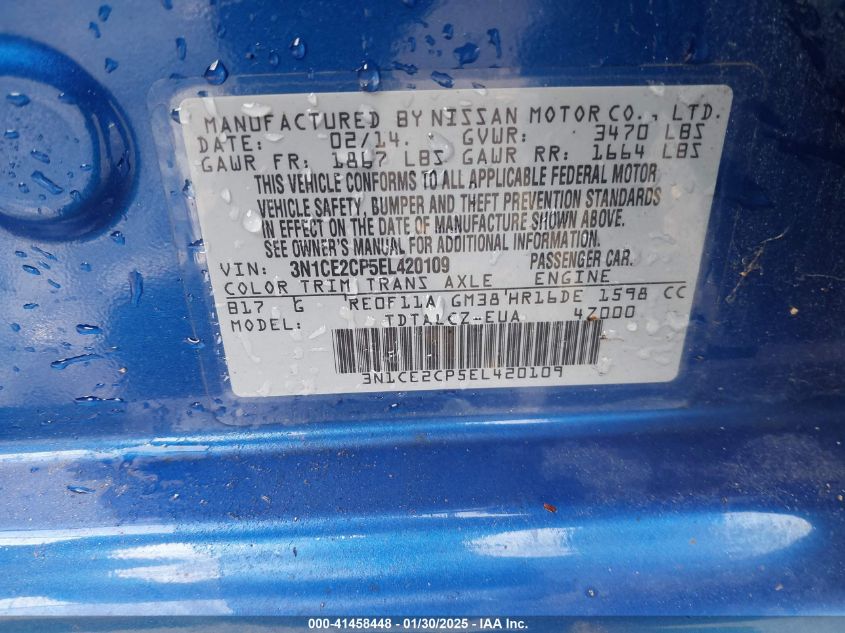 MANUFACTURED BY NISSAN MOTOR CO., LTD.
DATE: 02/14. GVWR: 3470 LBS
GAWR FR: 1867 LBS GAWR RR: 1664 LBS
THIS VEHICLE CONFORMS TO ALL APPLICABLE FEDERAL MOTOR
VEHICLE SAFETY, BUMPER AND THEFT PREVENTION STANDARDS
IN EFFECT ON THE DATE OF MANUFACTURE SHOWN ABOVE.
SEE OWNER'S MANUAL FOR ADDITIONAL INFORMATION.
VIN: 3N1CE2CP5EL420109 PASSENGER CAR.
COLOR TRIM TRANS AXLE ENGINE
B17 G RE0F11A GM38 HR16DE 1598 CC
MODEL: TDTALCZ-EUA 4Z000
3N1CE2CP5EL420109
000-41458448 - 01/30/2025 - IAA Inc.